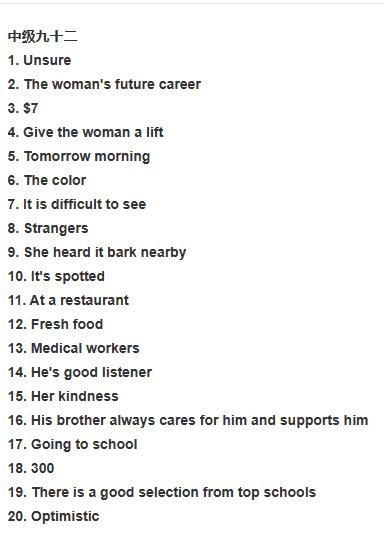 中级九十二
1. Unsure
2. The woman's future career
3. $7
4. Give the woman a lift
5. Tomorrow morning
6. The color
7. It is difficult to see
8. Strangers
9. She heard it bark nearby
10. It's spotted
11. At a restaurant
12. Fresh food
13. Medical workers
14. He's good listener
15. Her kindness
16. His brother always cares for him and supports him
17. Going to school
18. 300
19. There is a good selection from top schools
20. Optimistic